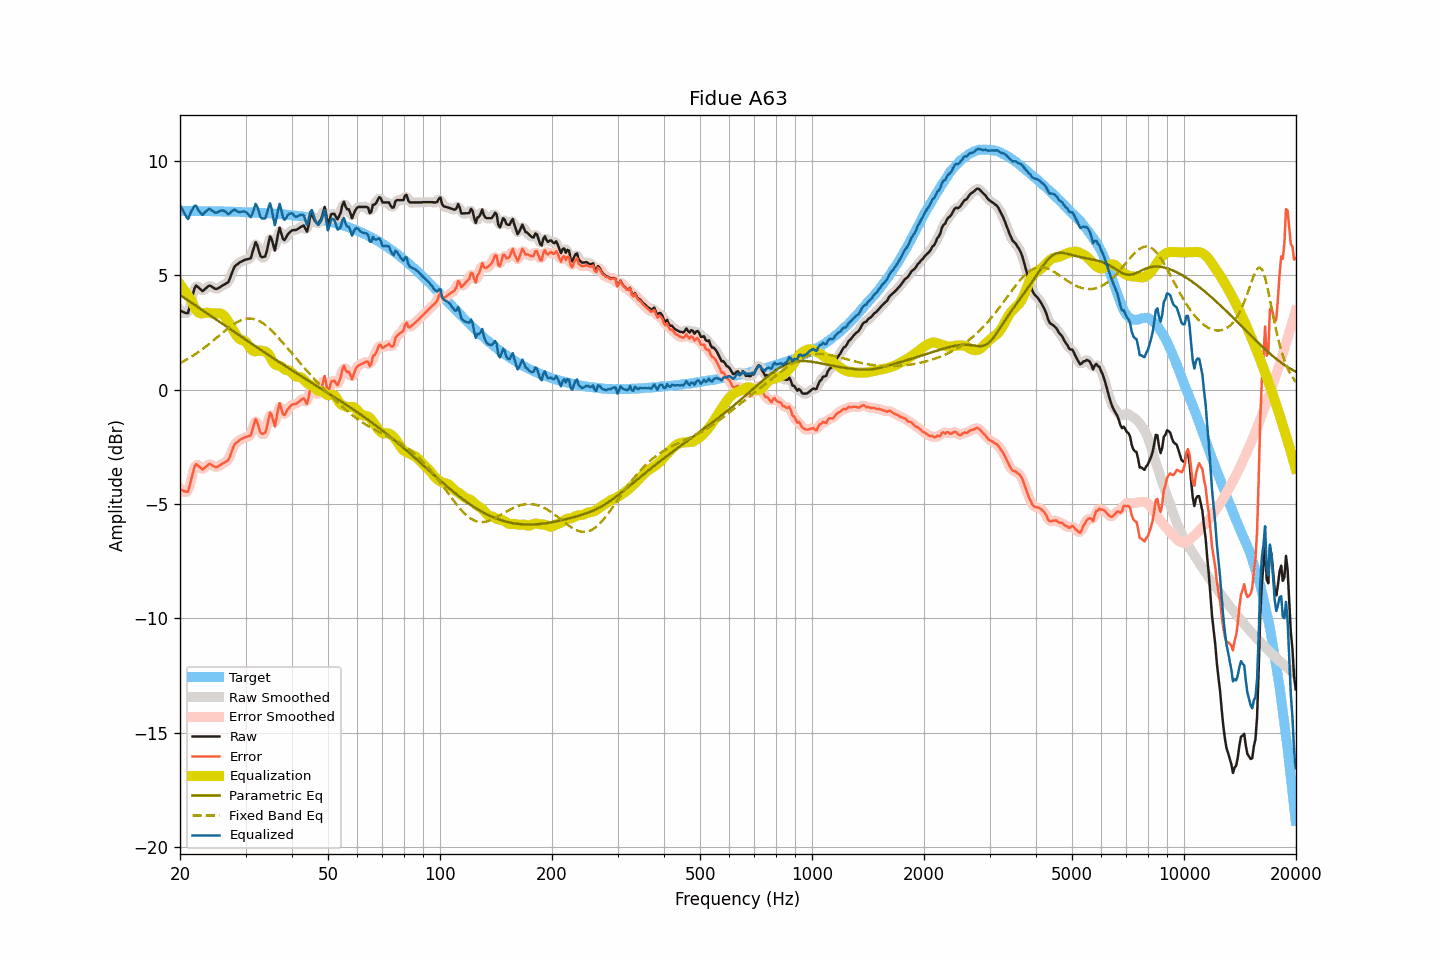 Fidue A63
Amplitude (dBr)
10
5
0
−5
−10
−15
−20
Target
Raw Smoothed
Error Smoothed
Raw
Error
Equalization
Parametric Eq
Fixed Band Eq
Equalized
20 50 100 200 500 1000 2000 5000 10000 20000
Frequency (Hz)